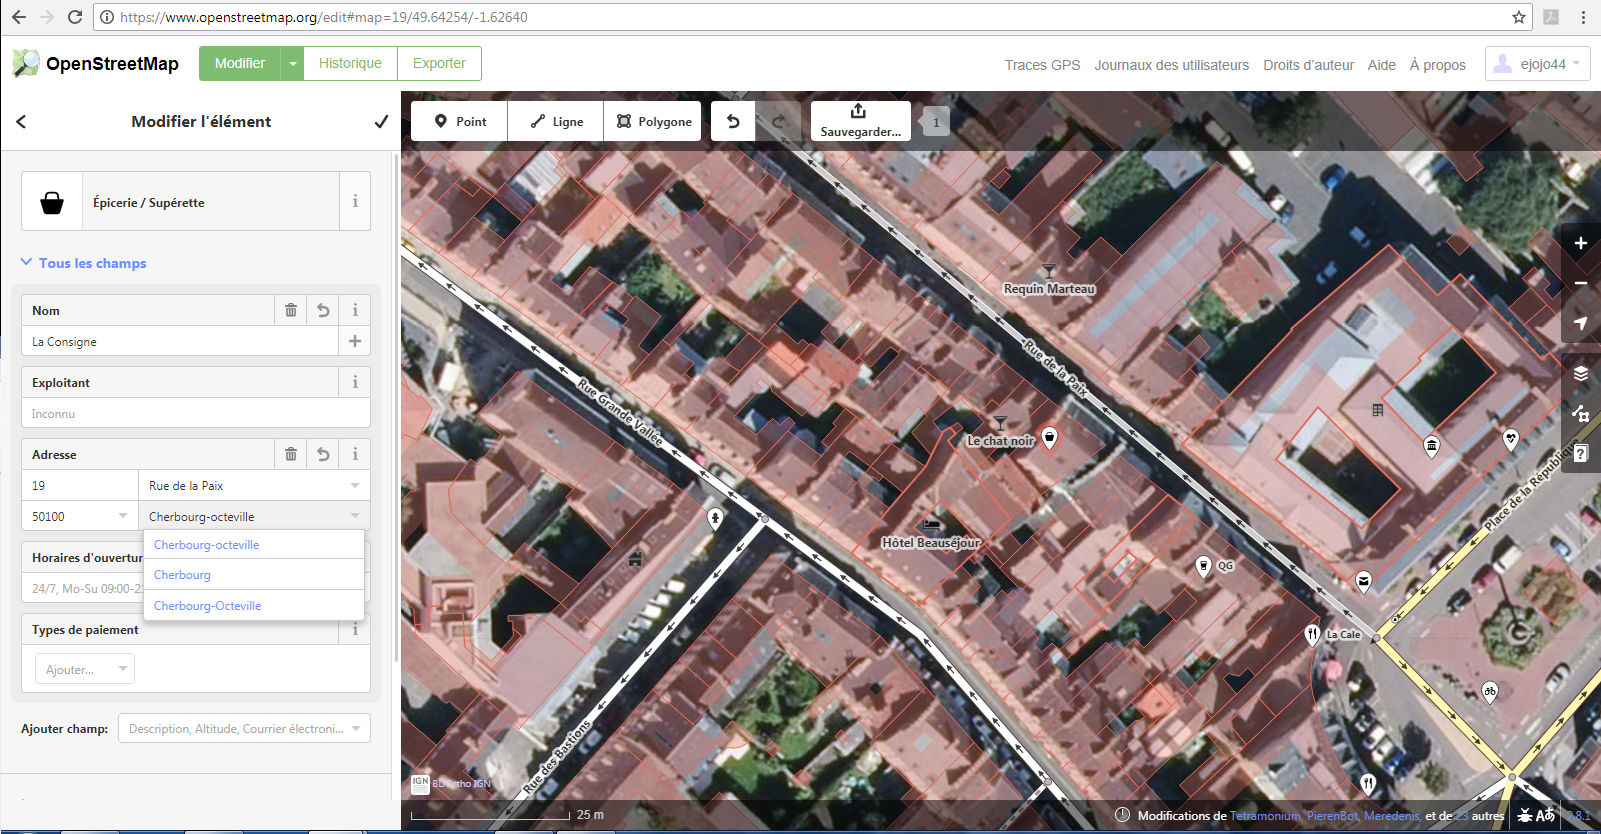 https://www.openstreetmap.org/edit#map=19/49.64254/-1.62640
OpenStreetMap
Modifier
Historique
Exporter
Traces GPS
Journaux des utilisateurs
Droits d'auteur
Aide
À propos
ejojo44
Modifier l'élément
Point
Ligne
Polygone
Sauvegarder...
1
Épicerie / Supérette
i
Tous les champs
Nom
i
La Consigne
Exploitant
i
Inconnu
Adresse
i
19
Rue de la Paix
50100
Cherbourg-octeville
Cherbourg-octeville
Cherbourg
Cherbourg-Octeville
Horaires d'ouvertur
24/7, Mo-Su 09:00-2
Types de paiement
i
Ajouter...
Ajouter champ:
Description, Altitude, Courrier électroni...
Requin Marteau
Rue de la Paix
Rue Grande Vallée
Le chat noir
Place de la République
Hôtel Beauséjour
QG
La Cale
Rue des Bastions
IGN
BDOrtho IGN
25 m
Modifications de Tetramonium, PierenBot, Meredenis, et de 23 autres
2.8.1